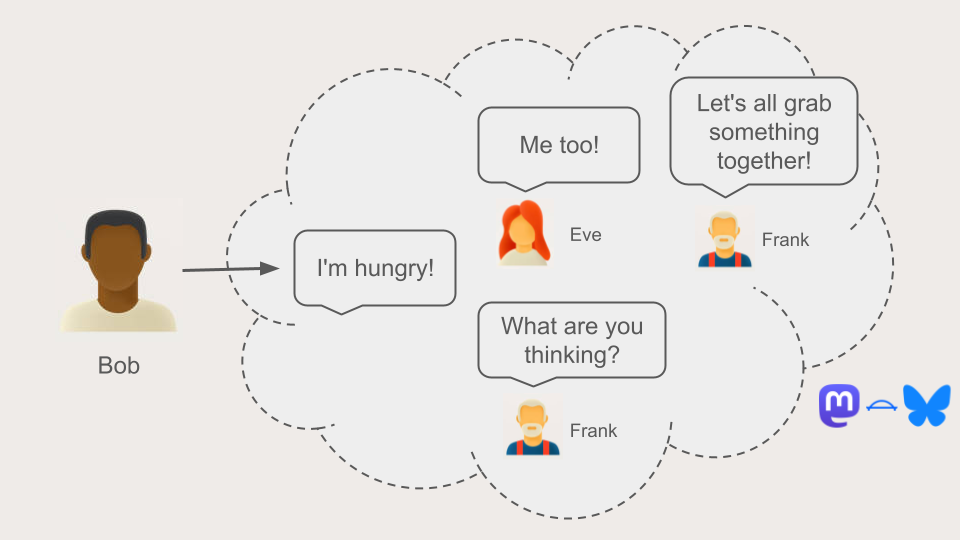 Bob
I'm hungry!
Me too!
Eve
Let's all grab
something
together!
Frank
What are you
thinking?
Frank